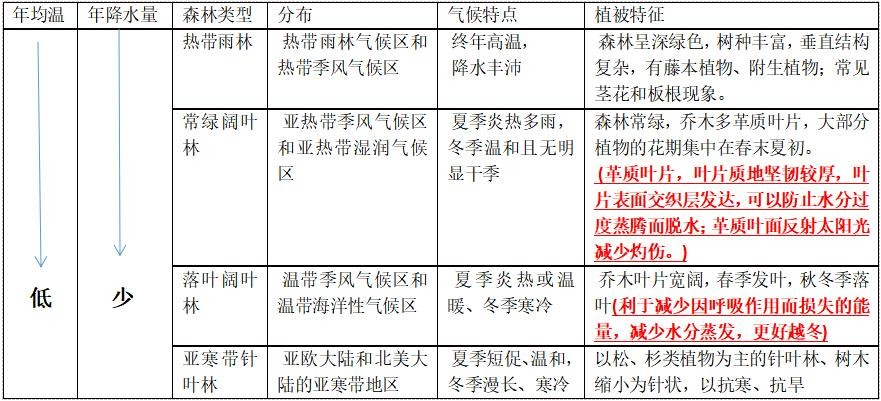 年均温 年降水量 森林类型 分布 气候特点 植被特征
热带雨林 热带雨林气候区和 终年高温， 森林呈深绿色，树种丰富，垂直结构
热带季风气候区 降水丰沛 复杂，有藤本植物、附生植物；常见
茎花和板根现象。
常绿阔叶 亚热带季风气候区 夏季炎热多雨， 森林常绿，乔木多革质叶片，大部分
林 和亚热带湿润气候 冬季温和且无明 植物的花期集中在春末夏初。
区 显干季 (革质叶片，叶片质地坚韧较厚，叶
片表面交织层发达，可以防止水分过
度蒸腾而脱水；革质叶面反射太阳光
减少灼伤。)
落叶阔叶 温带季风气候区和 夏季炎热或温 乔木叶片宽阔，春季发叶，秋冬季落
低 少 林 温带海洋性气候区 暖、冬季寒冷 叶(利于减少因呼吸作用而损失的能
量，减少水分蒸发，更好越冬)
亚寒带针 亚欧大陆和北美大 夏季短促、温和， 以松、杉类植物为主的针叶林、树木
叶林 陆的亚寒带地区 冬季漫长、寒冷 缩小为针状，以抗寒、抗旱